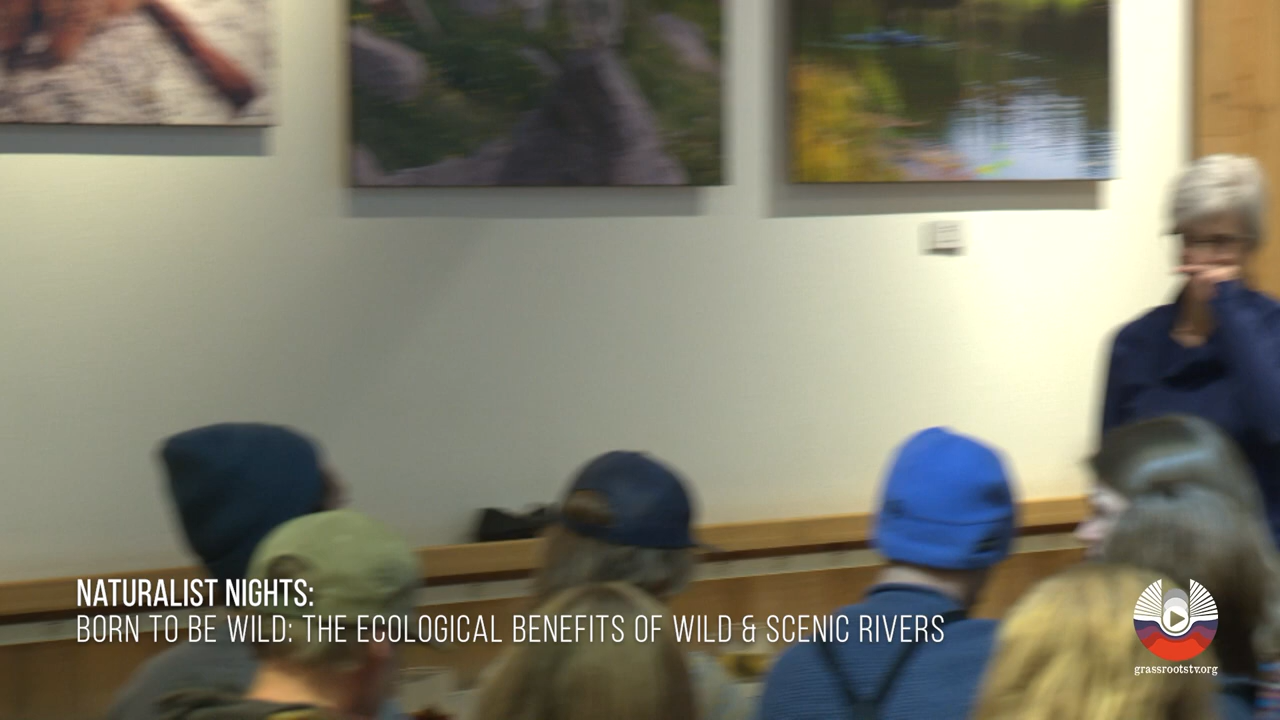 NATURALIST NIGHTS:
BORN TO BE WILD: THE ECOLOGICAL BENEFITS OF WILD & SCENIC RIVERS
grassrootstv.org